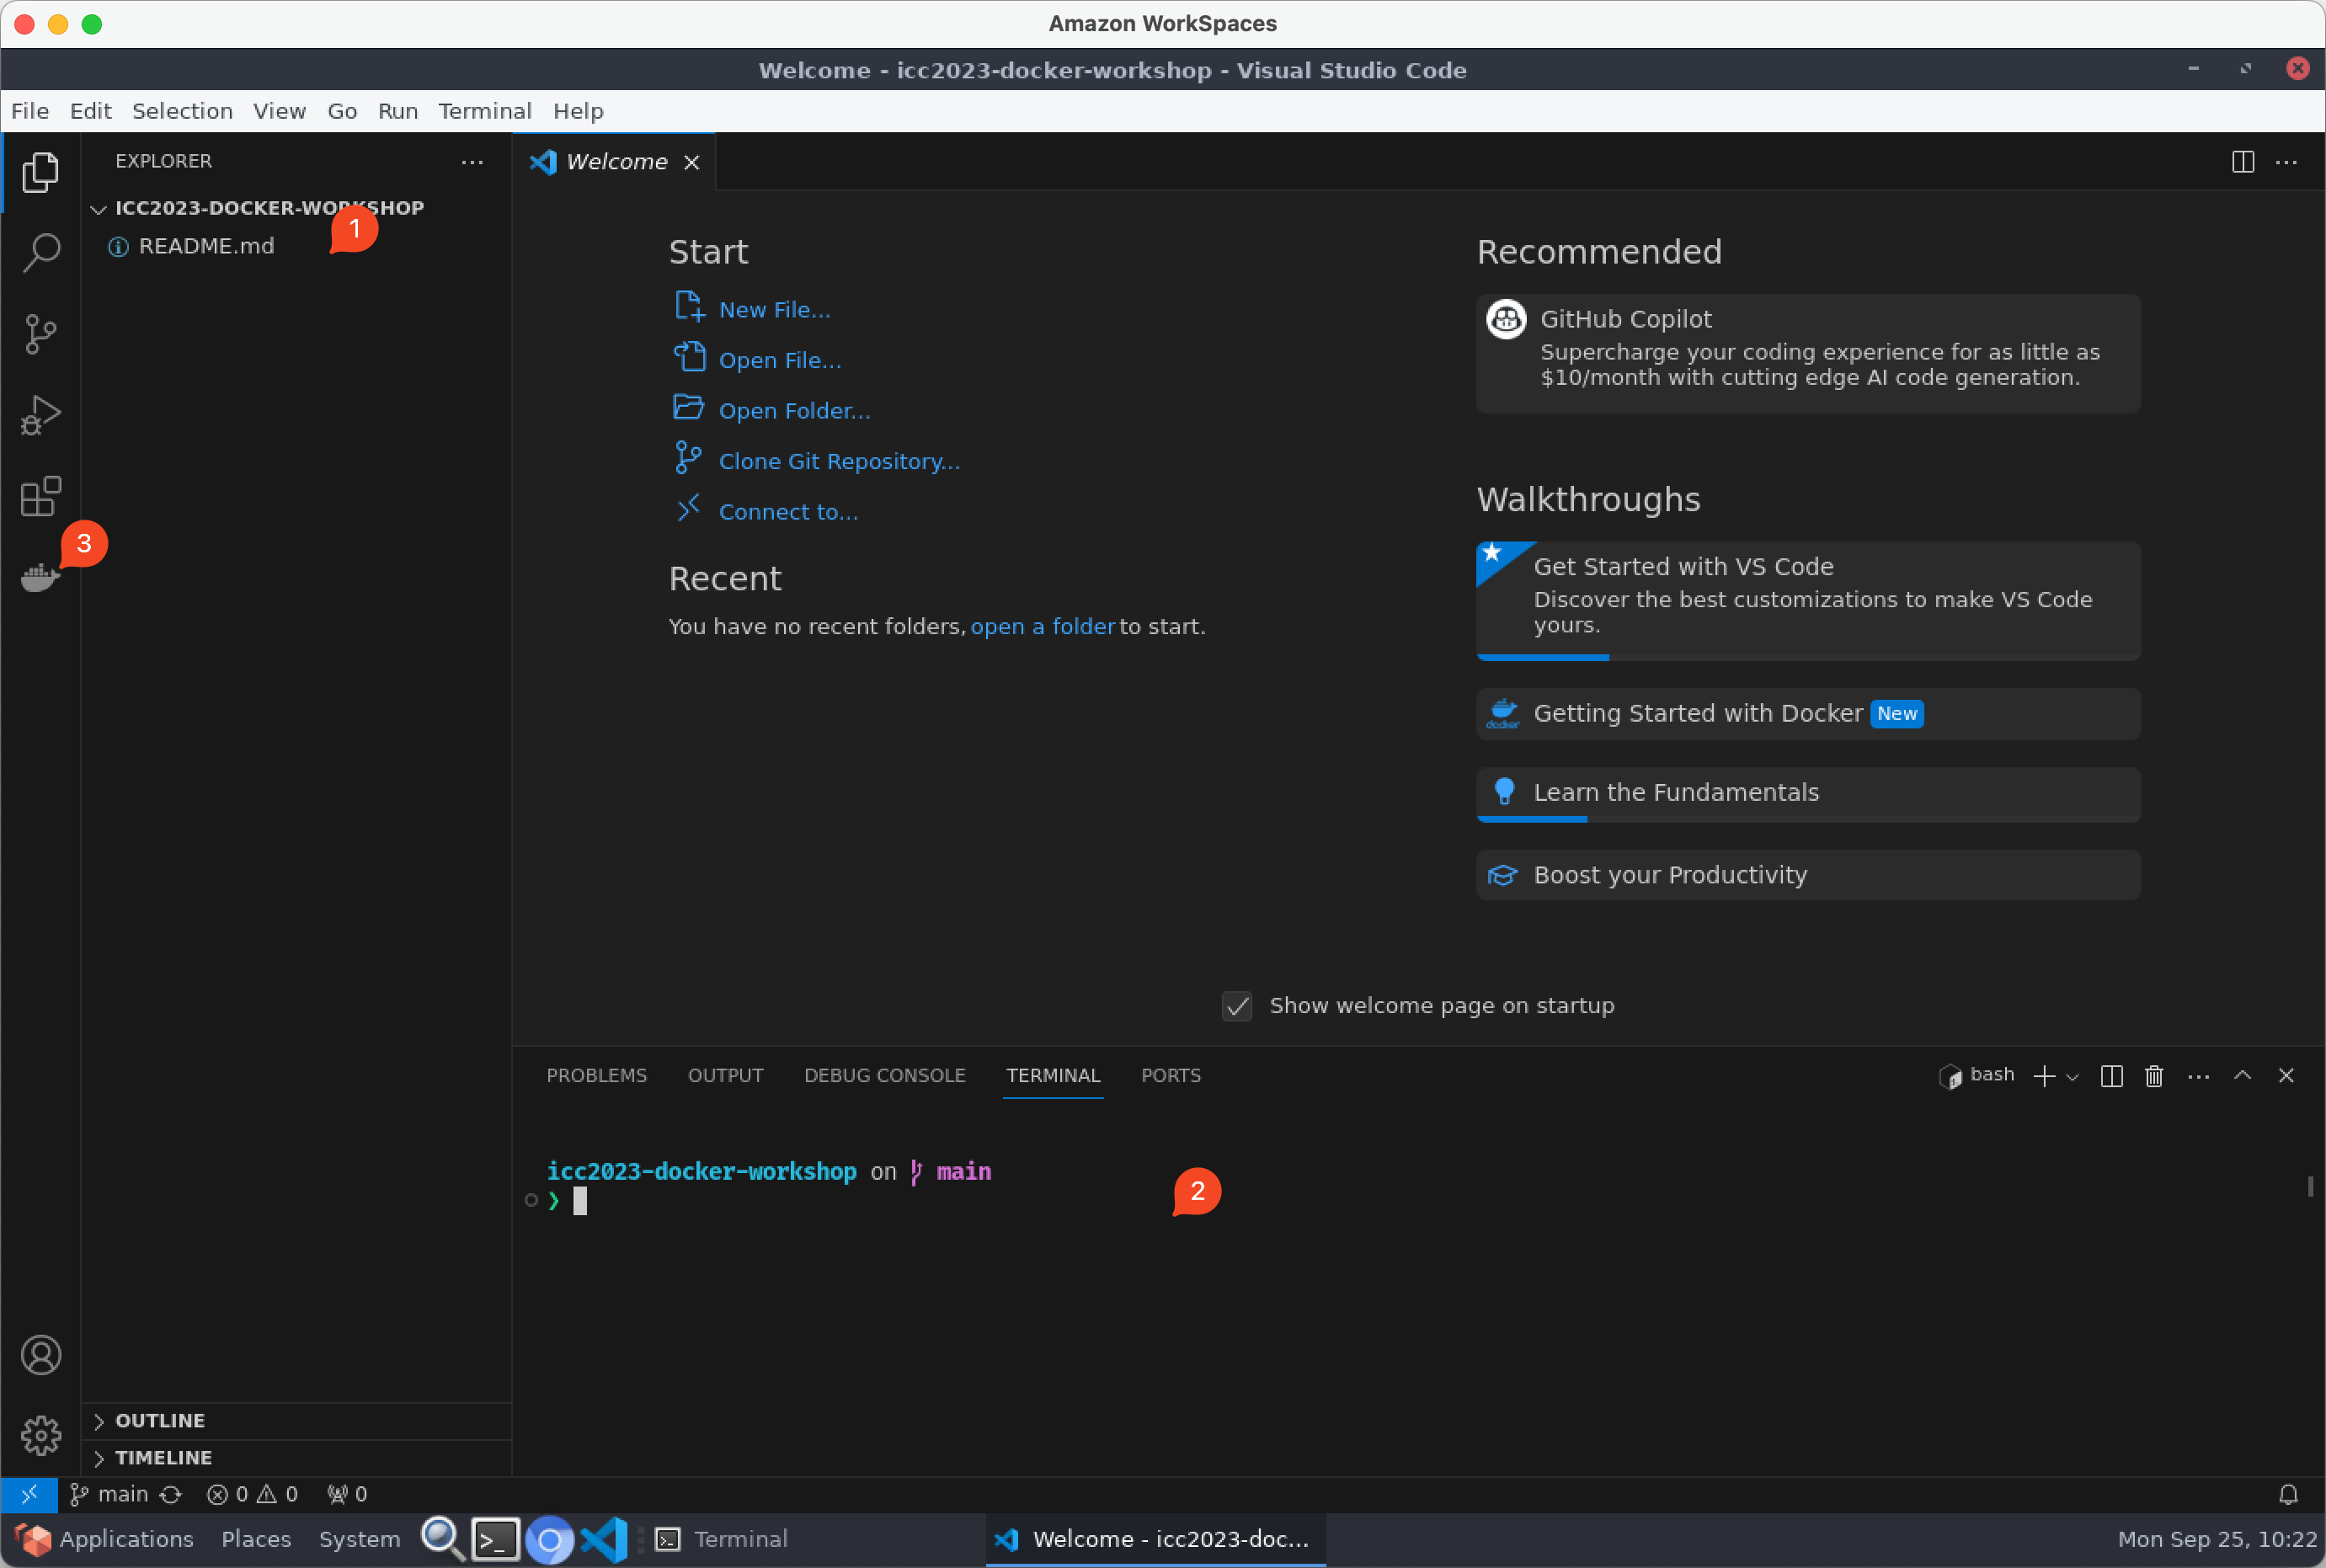 Amazon WorkSpaces
Welcome - icc2023-docker-workshop - Visual Studio Code
File Edit Selection View Go Run Terminal Help
EXPLORER
ICC2023-DOCKER-WORKSHOP
1
README.md
3
Welcome
Start
New File...
Open File...
Open Folder...
Clone Git Repository...
Connect to...
Recent
You have no recent folders, open a folder to start.
Recommended
GitHub Copilot
Supercharge your coding experience for as little as
$10/month with cutting edge AI code generation.
Walkthroughs
Get Started with VS Code
Discover the best customizations to make VS Code
yours.
docker
Getting Started with Docker New
Learn the Fundamentals
Boost your Productivity
Show welcome page on startup
PROBLEMS OUTPUT DEBUG CONSOLE TERMINAL PORTS
bash
icc2023-docker-workshop on main
2
❯
OUTLINE
TIMELINE
main 0 0 0
Applications Places System Terminal Welcome - icc2023-doc... Mon Sep 25, 10:22